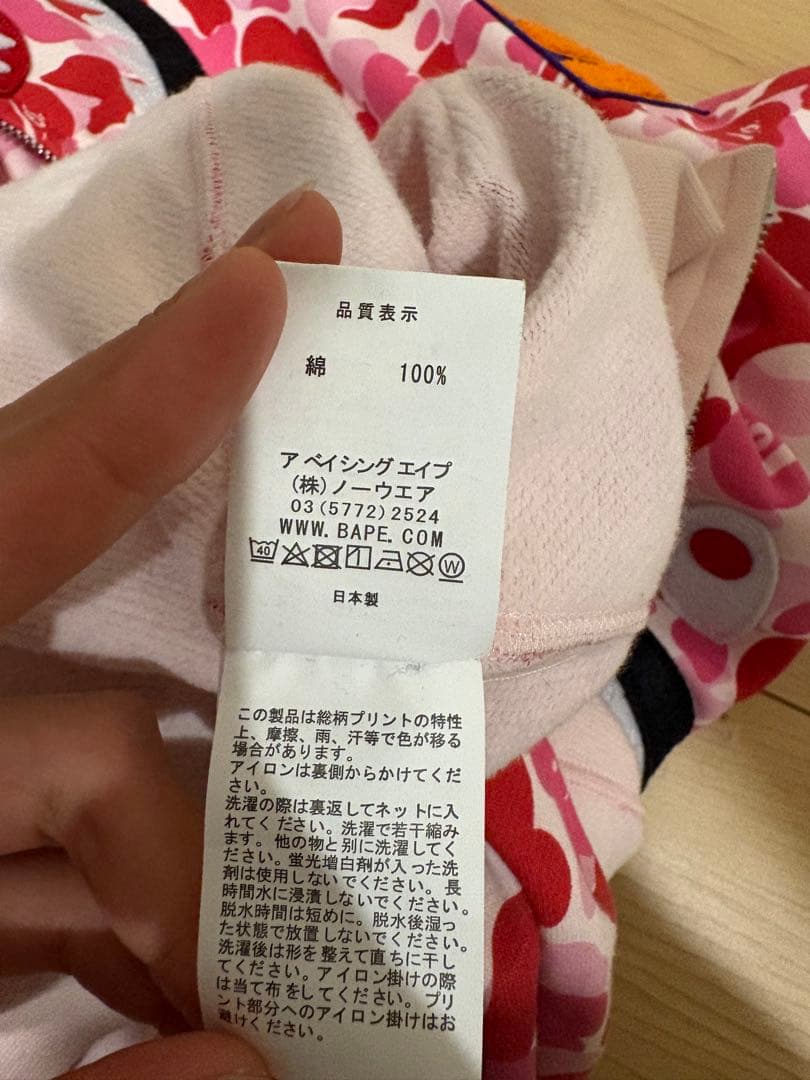 品質表示
綿 100%
ア ベイシング エイプ
(株)ノーウエア
03(5772)2524
WWW.BAPE.COM
40 W
日本製
この製品は総柄プリントの特性
上、摩擦、雨、汗等で色が移る
場合があります。
アイロンは裏側からかけてくだ
さい。
洗濯の際は裏返してネットに入
れてください。洗濯で若干縮み
ます。他の物と別に洗濯してく
ださい。蛍光増白剤が入った洗
剤は使用しないでください。長
時間水に浸漬しないでください。
脱水時間は短めに。脱水後湿っ
た状態で放置しないでください。
洗濯後は形を整えて直ちに干し
てください。アイロン掛けの際
は当て布をしてください。プリ
ント部分へのアイロン掛けはお
避けください。